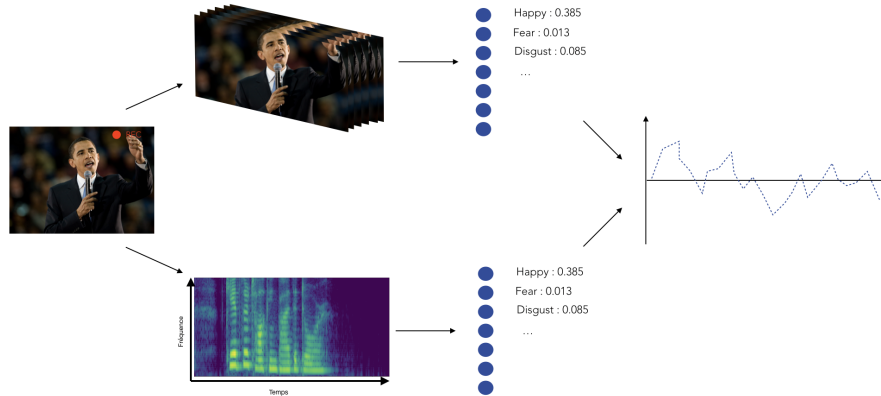 Happy : 0.385
Fear : 0.013
Disgust : 0.085
...
REC
Fréquence
Temps
Happy : 0.385
Fear : 0.013
Disgust : 0.085
...